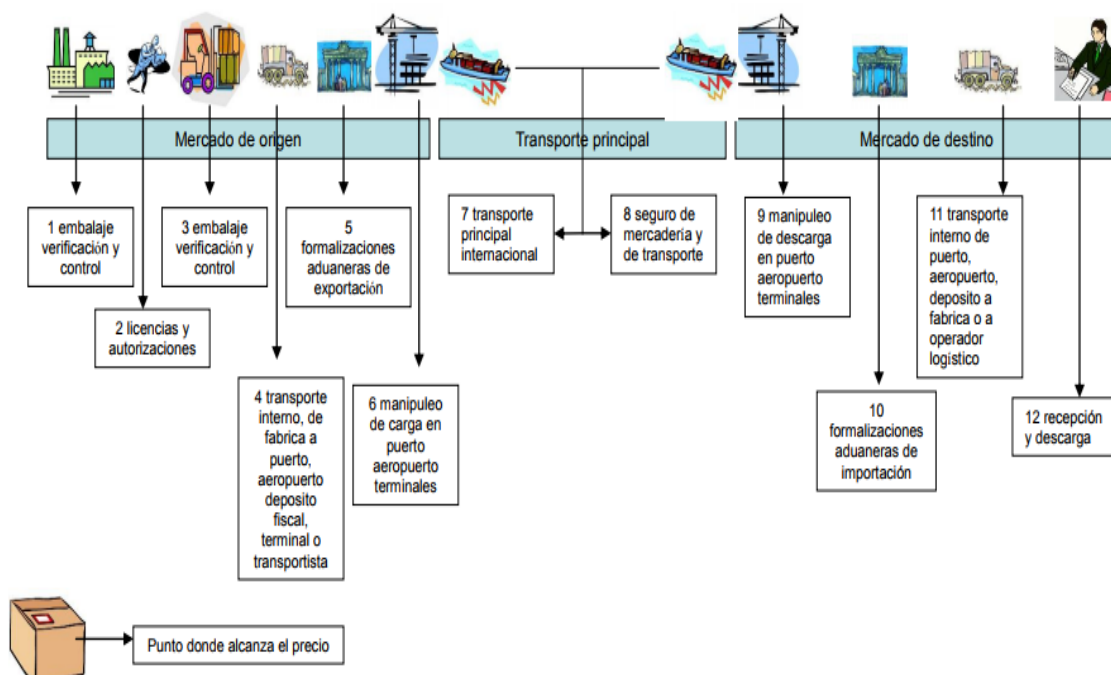 Mercado de origen
Transporte principal
Mercado de destino
1 embalaje
verificación y
control
3 embalaje
verificación y
control
5
formalizaciones
aduaneras de
exportación
7 transporte
principal
internacional
8 seguro de
mercadería y
de transporte
9 manipuleo
de descarga
en puerto
aeropuerto
terminales
11 transporte
interno de
puerto,
aeropuerto,
deposito a
fabrica o a
operador
logístico
2 licencias y
autorizaciones
4 transporte
interno, de
fabrica a
puerto,
aeropuerto
deposito
fiscal,
terminal o
transportista
6 manipuleo
de carga en
puerto
aeropuerto
terminales
10
formalizaciones
aduaneras de
importación
12 recepción
y descarga
Punto donde alcanza el precio